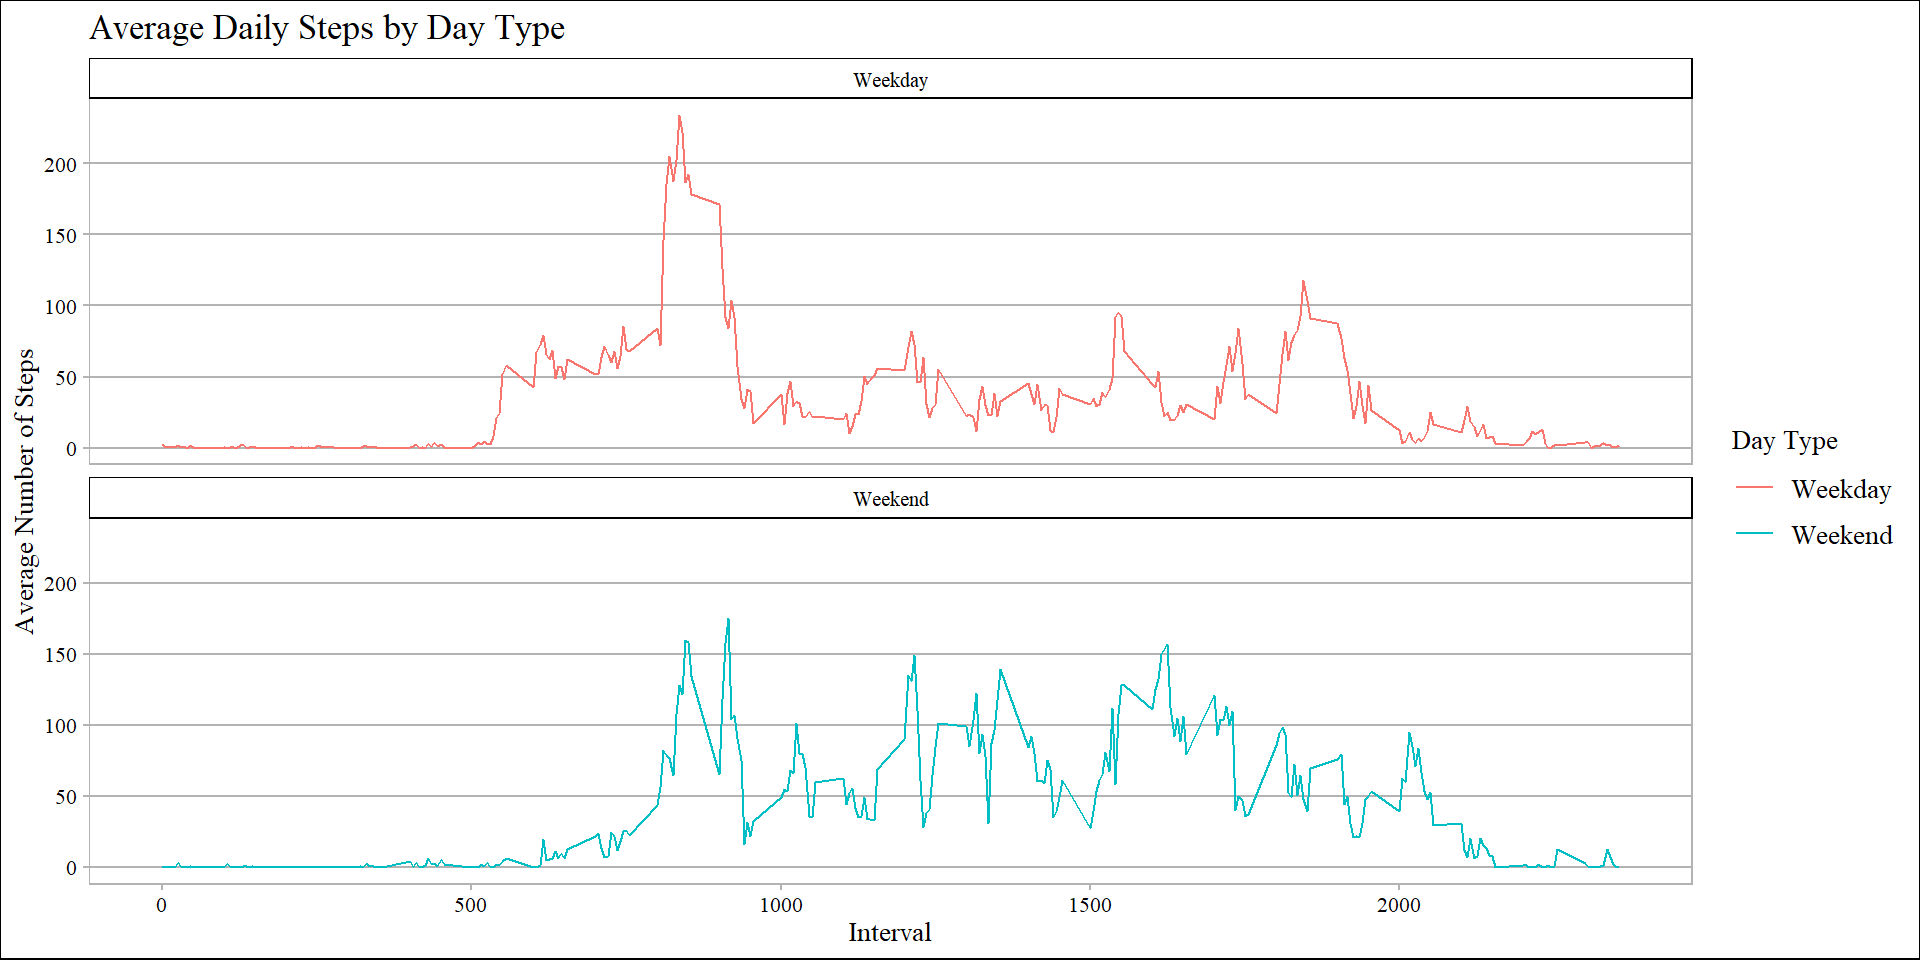 Average Daily Steps by Day Type
Weekday
200
150
100
50
0
Weekend
200
150
100
50
0
0 500 1000 1500 2000
Interval
Average Number of Steps
Day Type
Weekday
Weekend